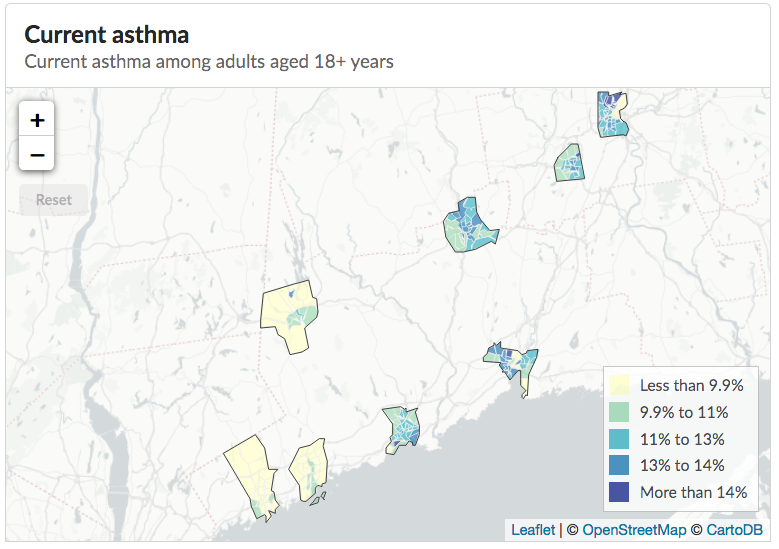 Current asthma
Current asthma among adults aged 18+ years
+
−
Reset
Less than 9.9%
9.9% to 11%
11% to 13%
13% to 14%
More than 14%
Leaflet | © OpenStreetMap © CartoDB